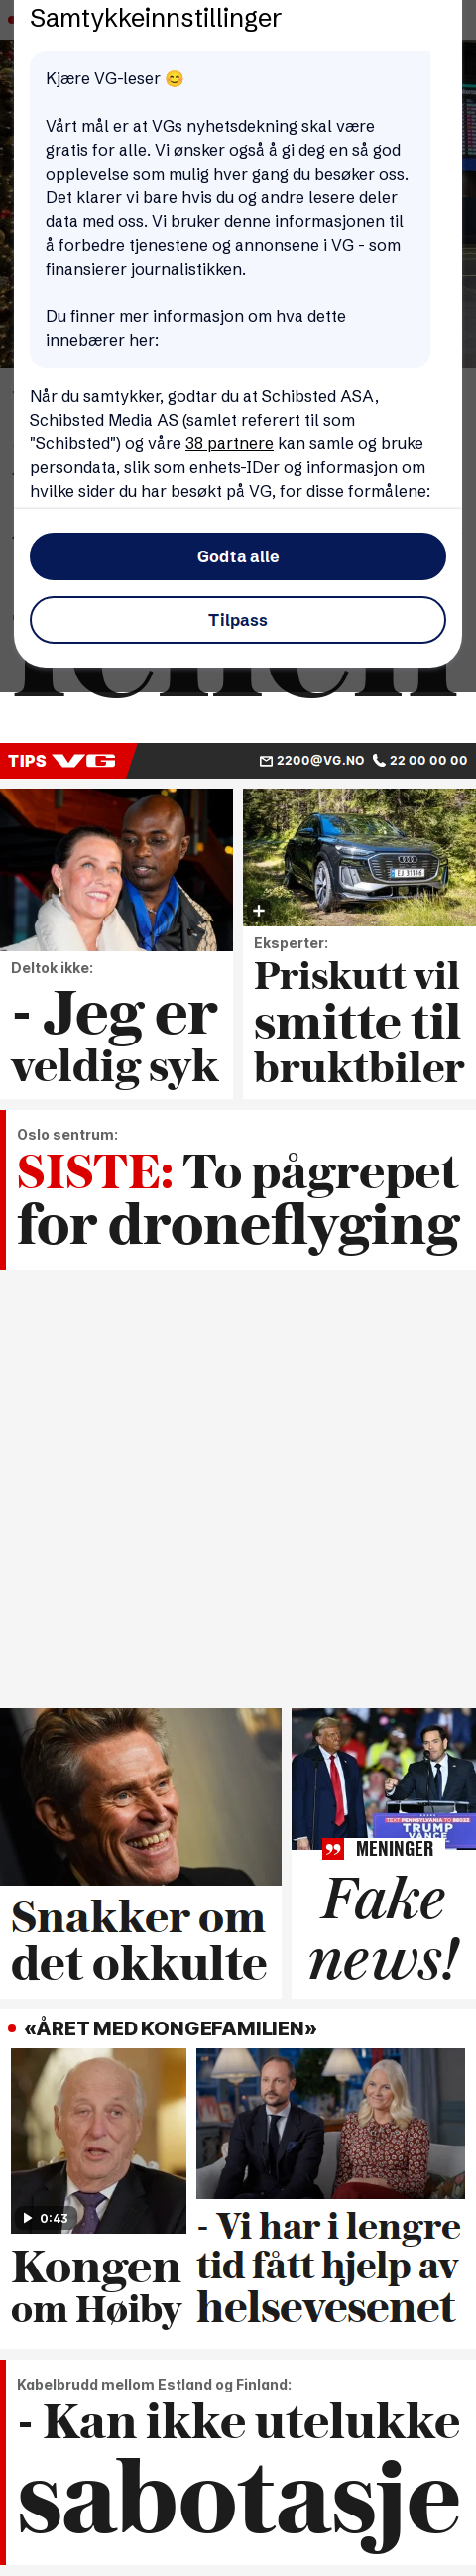 Samtykkeinnstillinger
Kjære VG-leser 😊
Vårt mål er at VGs nyhetsdekning skal være
gratis for alle. Vi ønsker også å gi deg en så god
opplevelse som mulig hver gang du besøker oss.
Det klarer vi bare hvis du og andre lesere deler
data med oss. Vi bruker denne informasjonen til
å forbedre tjenestene og annonsene i VG - som
finansierer journalistikken.
Du finner mer informasjon om hva dette
innebærer her:
Når du samtykker, godtar du at Schibsted ASA,
Schibsted Media AS (samlet referert til som
"Schibsted") og våre 38 partnere kan samle og bruke
persondata, slik som enhets-IDer og informasjon om
hvilke sider du har besøkt på VG, for disse formålene:
Godta alle
Tilpass
TIPS VG
2200@VG.NO 22 00 00 00
Deltok ikke:
- Jeg er
veldig syk
EJ 31146
Eksperter:
Priskutt vil
smitte til
bruktbiler
Oslo sentrum:
SISTE: To pågrepet
for droneflyging
Snakker om
det okkulte
TEXT PENNSYLVANIA TO 88022
TRUMP
VANCE
MENINGER
Fake
news!
«ÅRET MED KONGEFAMILIEN»
0:43
Kongen
om Høiby
- Vi har i lengre
tid fått hjelp av
helsevesenet
Kabelbrudd mellom Estland og Finland:
- Kan ikke utelukke
sabotasje